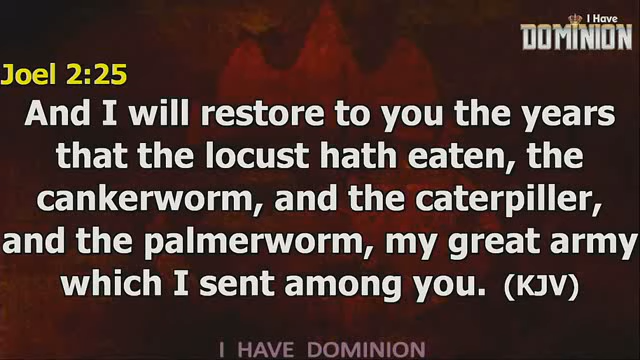 I Have
DOMINION
Joel 2:25
And I will restore to you the years
that the locust hath eaten, the
cankerworm, and the caterpiller,
and the palmerworm, my great army
which I sent among you. (KJV)
I HAVE DOMINION